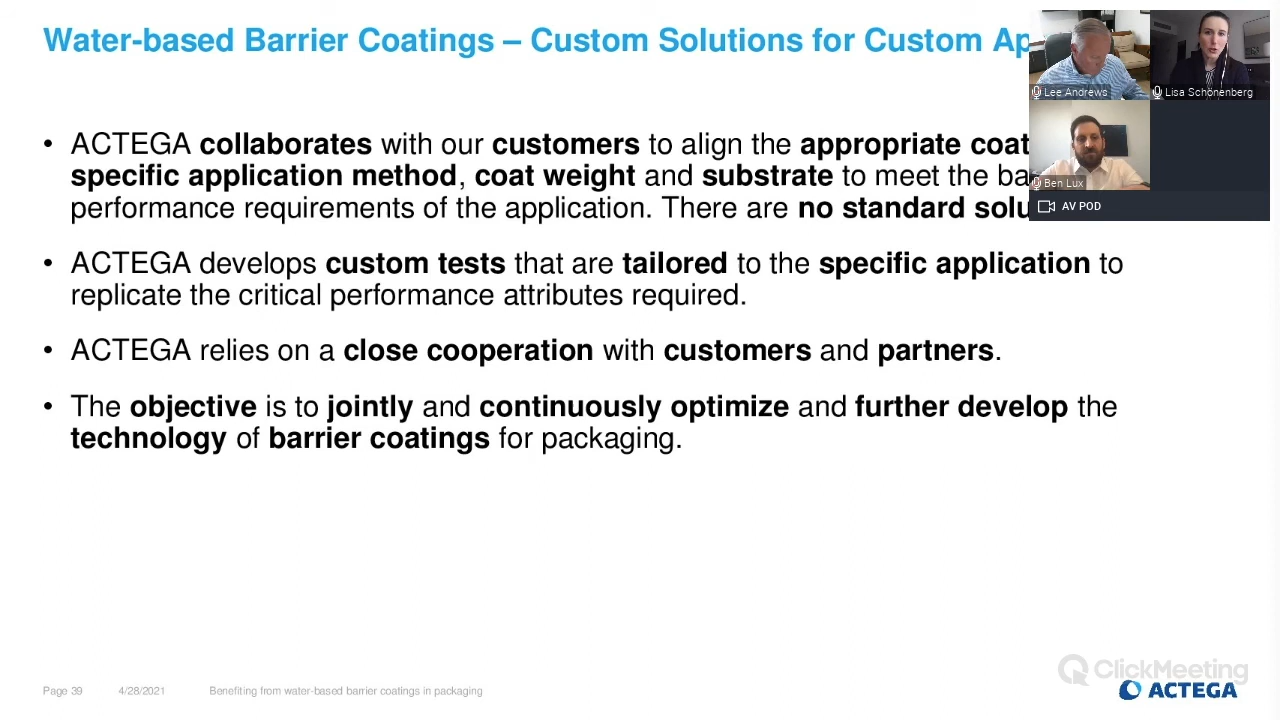 Water-based Barrier Coatings – Custom Solutions for Custom Ap
• ACTEGA collaborates with our customers to align the appropriate coat
specific application method, coat weight and substrate to meet the ba
performance requirements of the application. There are no standard solu
• ACTEGA develops custom tests that are tailored to the specific application to
replicate the critical performance attributes required.
• ACTEGA relies on a close cooperation with customers and partners.
• The objective is to jointly and continuously optimize and further develop the
technology of barrier coatings for packaging.
Lee Andrews
Lisa Schönenberg
Ben Lux
AV POD
Page 39 4/28/2021 Benefiting from water-based barrier coatings in packaging
ClickMeeting
ACTEGA